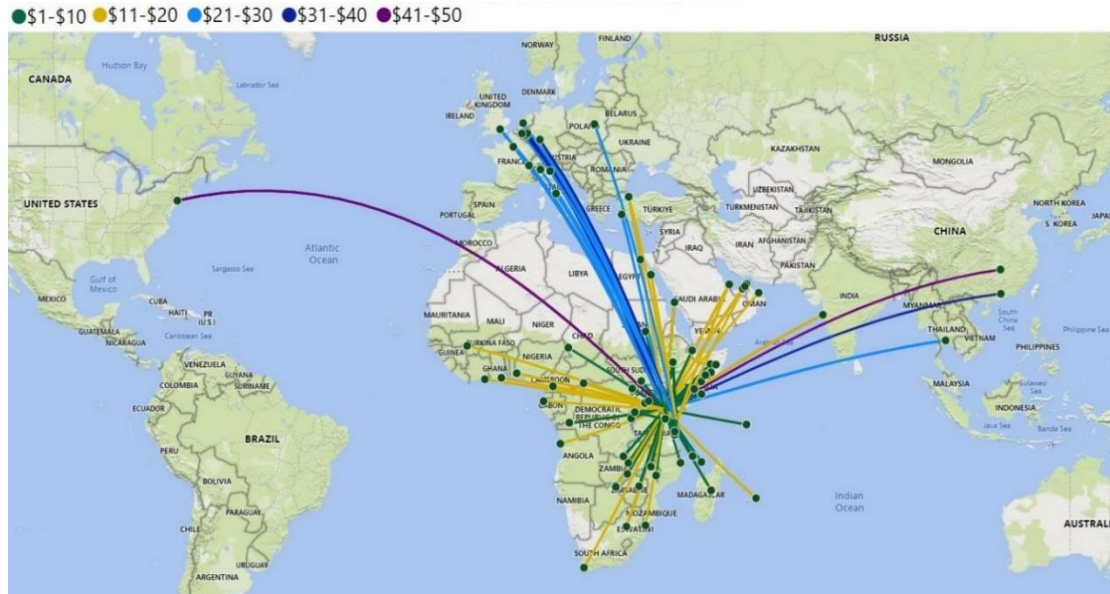 $1-$10 $11-$20 $21-$30 $31-$40 $41-$50
FINLAND
RUSSIA
NORWAY
Hudson Bay
CANADA
Labrador Sea
UNITED
KINGDOM
DENMARK
IRELAND
BELARUS
UKRAINE
KAZAKHSTAN
MONGOLIA
UZBEKISTAN
TURKMENISTAN
TAJIKISTAN
NORTH KOREA
S. KOREA
UNITED STATES
SPAIN
PORTUGAL
GREECE
TÜRKIYE
SYRIA
IRAQ
IRAN
AFGHANISTAN
CHINA
PAKISTAN
Atlantic
Ocean
Sargasso Sea
MOROCCO
ALGERIA
LIBYA
EGYPT
SAUDI ARABIA
OMAN
INDIA
MYANMAR
Gulf of
Mexico
MEXICO
CUBA
HAITI
PR
(U.S.)
Caribbean Sea
GUATEMALA
NICARAGUA
MAURITANIA
MALI
NIGER
CHAD
YEMEN
Arabian Sea
South
China
Sea
THAILAND
VIETNAM
Philippine Sea
PHILIPPINES
BURKINA FASO
GUINEA
GHANA
NIGERIA
CAMEROON
SOUTH SUDAN
VENEZUELA
GUYANA
SURINAME
COLOMBIA
ECUADOR
MALAYSIA
Sulawesi
Sea
INDONESIA
Java Sea
Banda Sea
GABON
DEMOCRATIC
REPUBLIC OF
THE CONGO
BRAZIL
PERU
BOLIVIA
ANGOLA
ZAMBIA
NAMIBIA
MADAGASCAR
MOZAMBIQUE
ESWATINI
SOUTH AFRICA
Indian
Ocean
PARAGUAY
CHILE
URUGUAY
ARGENTINA